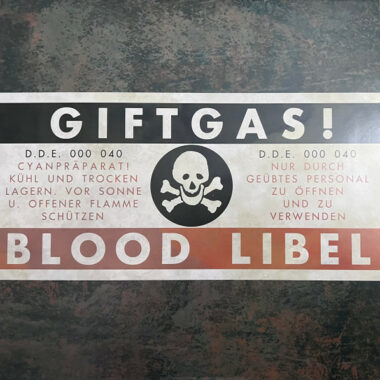 GIFTGAS!
D.D.E. 000 040
CYANPRÄPARAT!
KÜHL UND TROCKEN
LAGERN. VOR SONNE
U. OFFENER FLAMME
SCHÜTZEN
D.D.E. 000 040
NUR DURCH
GEÜBTES PERSONAL
ZU ÖFFNEN
UND ZU
VERWENDEN
BLOOD LIBEL